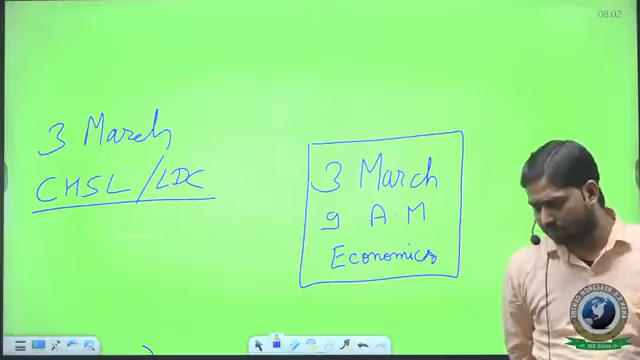 08:02
3 March
CHSL/LDC
3 March
9 A.M
Economics